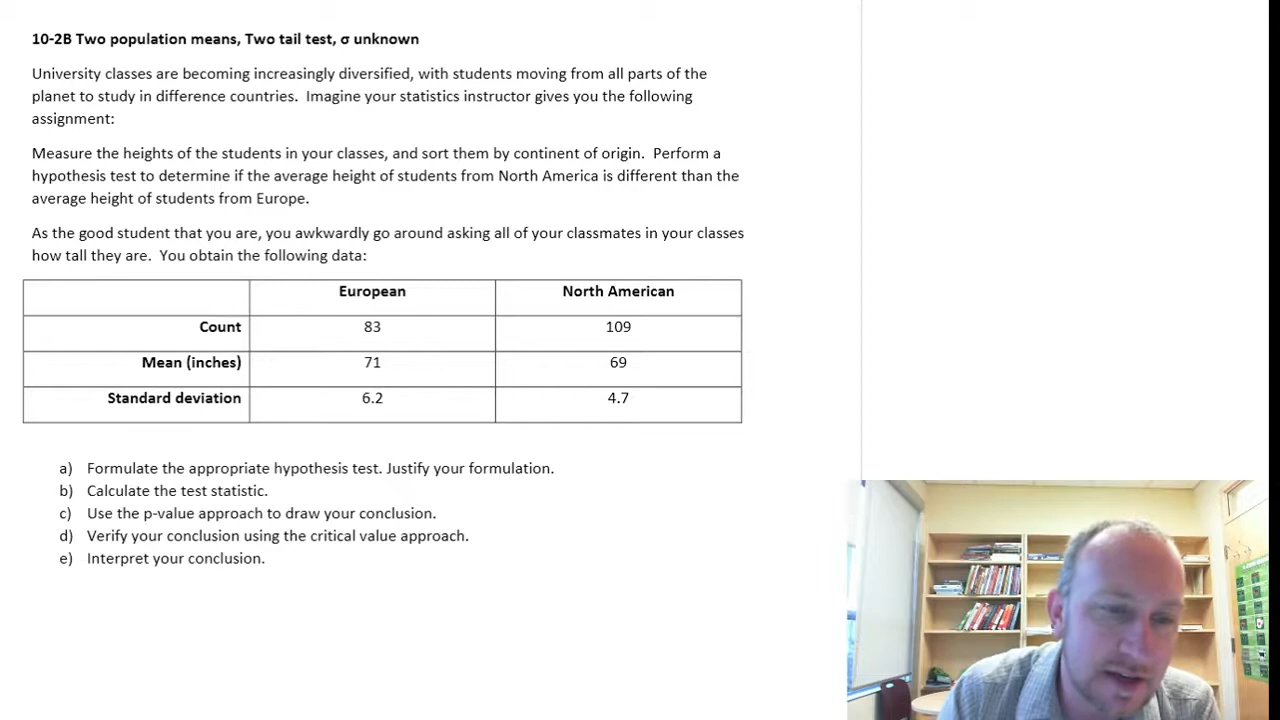 10-2B Two population means, Two tail test, σ unknown
University classes are becoming increasingly diversified, with students moving from all parts of the
planet to study in difference countries.  Imagine your statistics instructor gives you the following
assignment:
Measure the heights of the students in your classes, and sort them by continent of origin.  Perform a
hypothesis test to determine if the average height of students from North America is different than the
average height of students from Europe.
As the good student that you are, you awkwardly go around asking all of your classmates in your classes
how tall they are.  You obtain the following data:
European North American
Count 83 109
Mean (inches) 71 69
Standard deviation 6.2 4.7
a) Formulate the appropriate hypothesis test. Justify your formulation.
b) Calculate the test statistic.
c) Use the p-value approach to draw your conclusion.
d) Verify your conclusion using the critical value approach.
e) Interpret your conclusion.